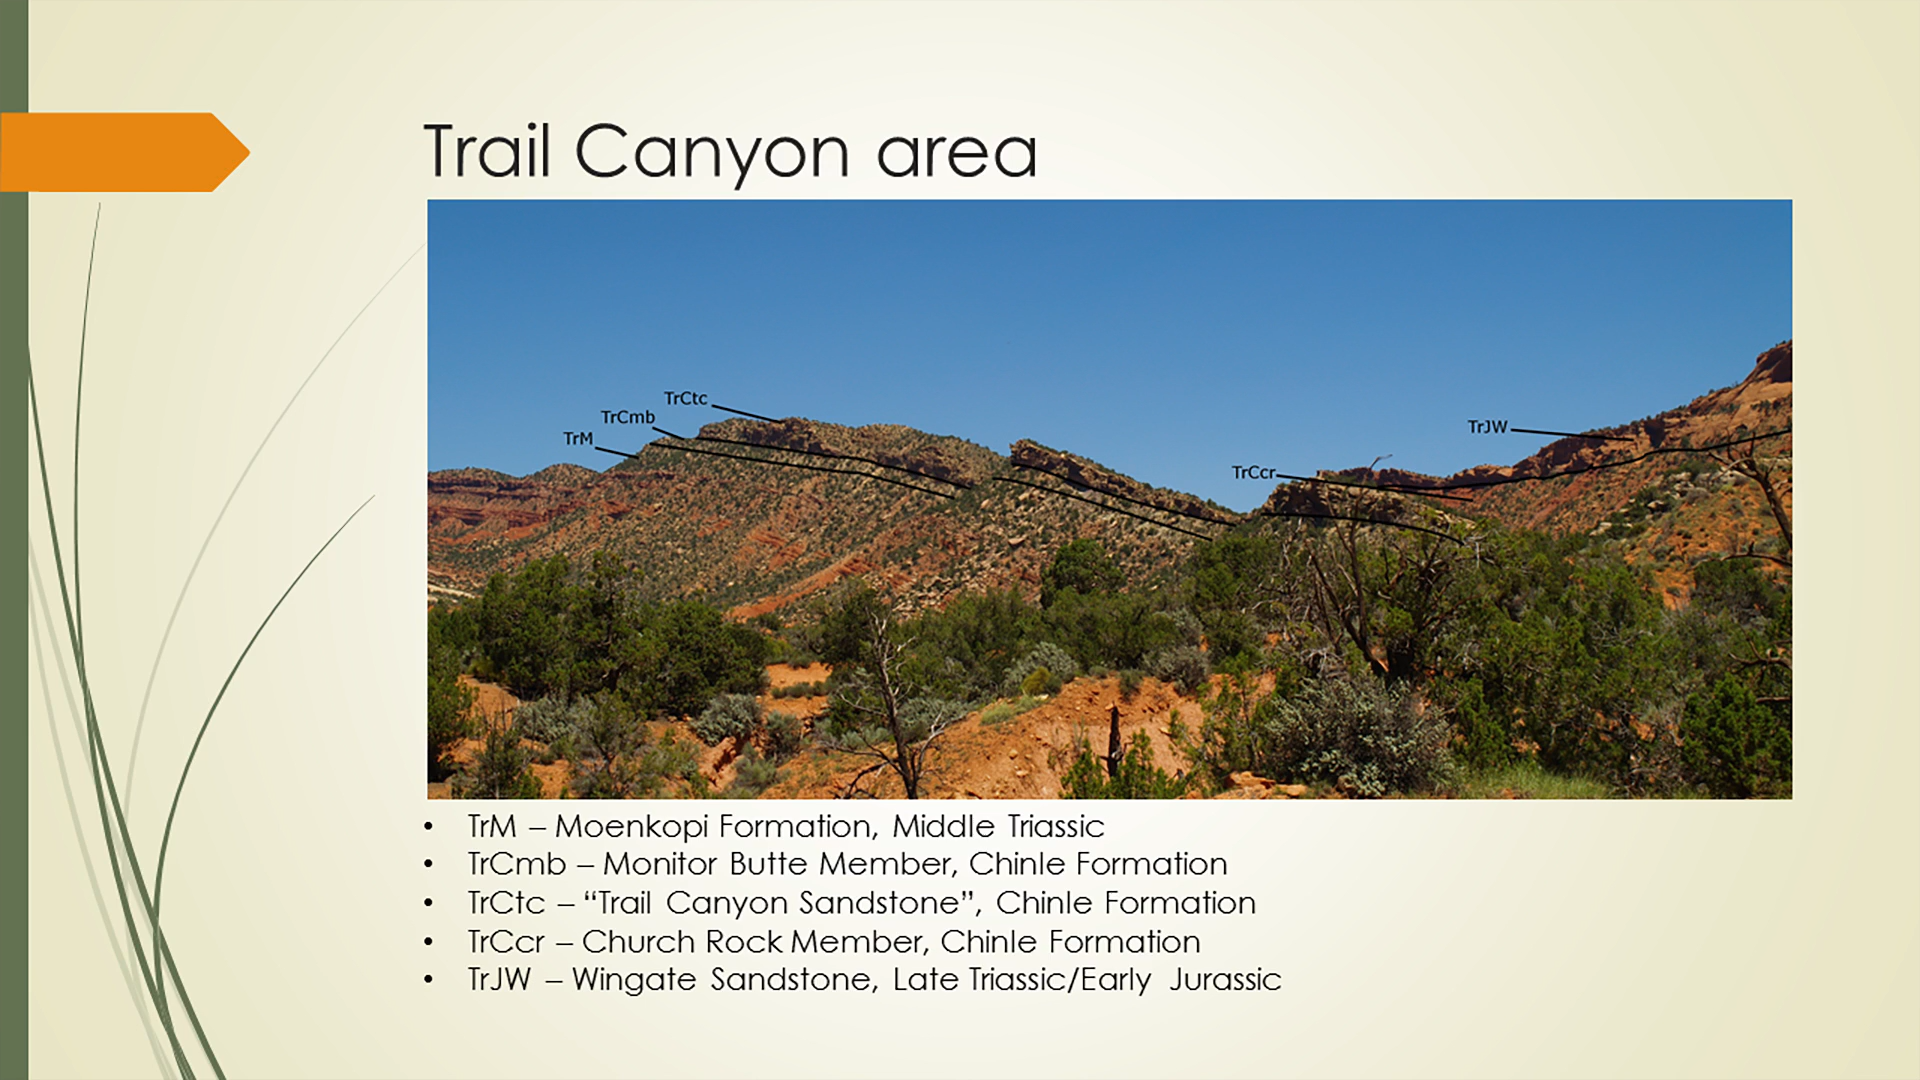 Trail Canyon area
TrCtc
TrCmb
TrM
TrJW
TrCcr
• TrM – Moenkopi Formation, Middle Triassic
• TrCmb – Monitor Butte Member, Chinle Formation
• TrCtc – “Trail Canyon Sandstone”, Chinle Formation
• TrCcr – Church Rock Member, Chinle Formation
• TrJW – Wingate Sandstone, Late Triassic/Early Jurassic